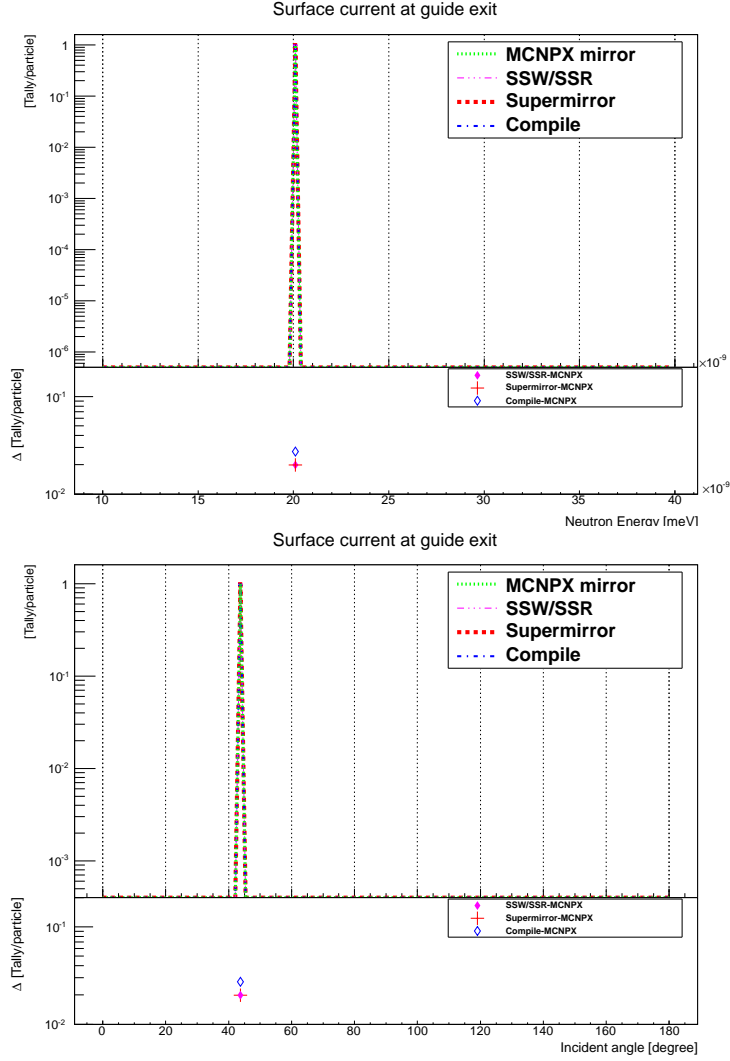 Surface current at guide exit
[Tally/particle]
1
10-1
10-2
10-3
10-4
10-5
10-6
MCNPX mirror
SSW/SSR
Supermirror
Compile
×10-9
Δ [Tally/particle]
10-1
10-2
SSW/SSR-MCNPX
Supermirror-MCNPX
Compile-MCNPX
10 15 20 25 30 35 40
×10-9
Neutron Energy [meV]
Surface current at guide exit
[Tally/particle]
1
10-1
10-2
10-3
MCNPX mirror
SSW/SSR
Supermirror
Compile
Δ [Tally/particle]
10-1
10-2
SSW/SSR-MCNPX
Supermirror-MCNPX
Compile-MCNPX
0 20 40 60 80 100 120 140 160 180
Incident angle [degree]